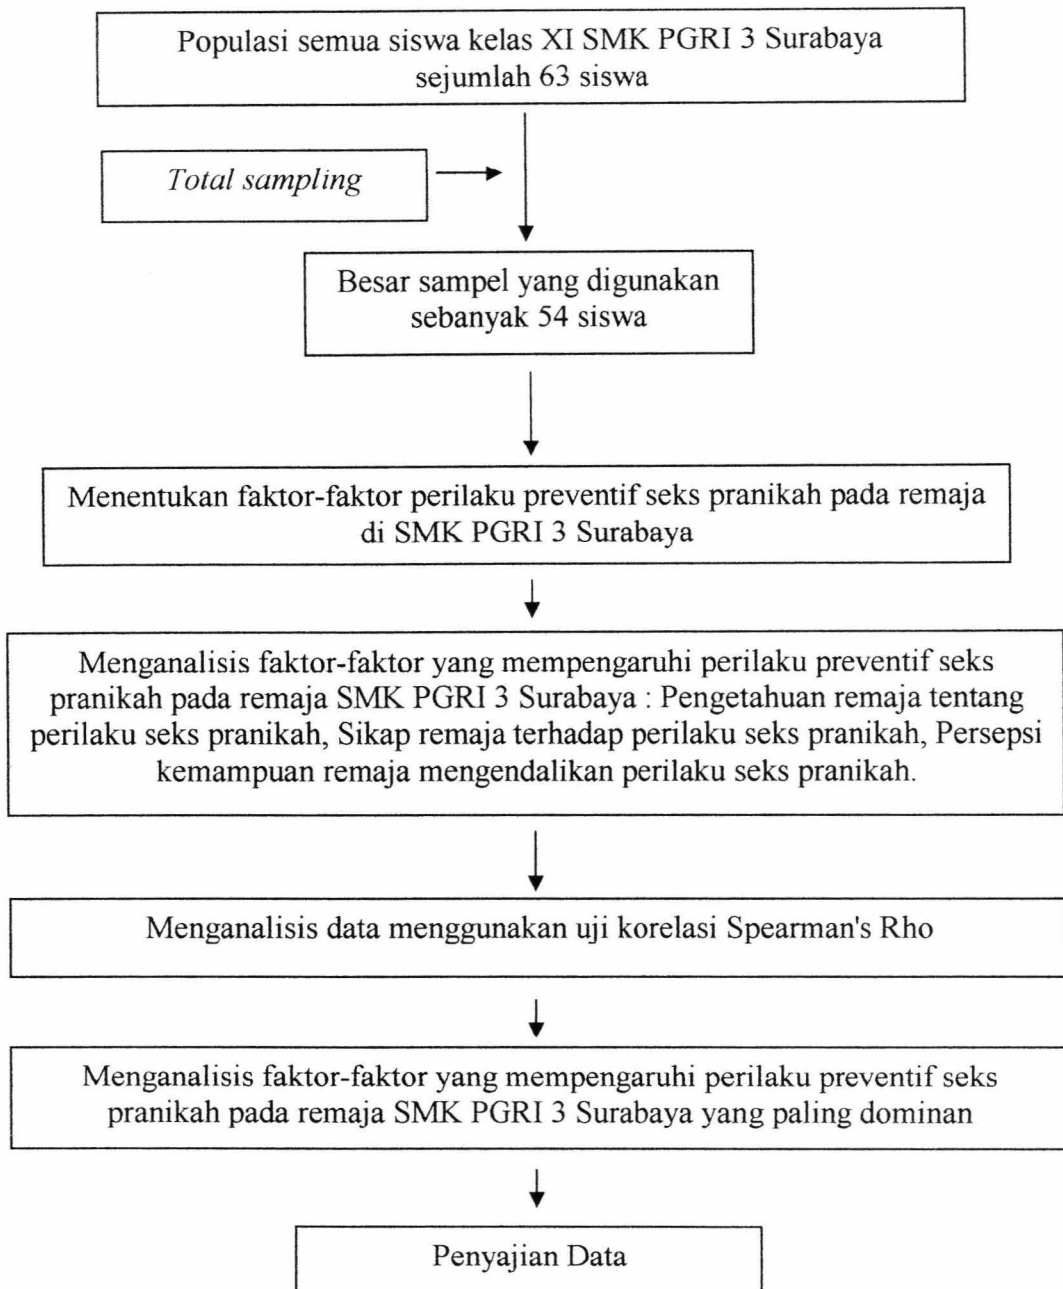 Populasi semua siswa kelas XI SMK PGRI 3 Surabaya
sejumlah 63 siswa
Total sampling
Besar sampel yang digunakan
sebanyak 54 siswa
Menentukan faktor-faktor perilaku preventif seks pranikah pada remaja
di SMK PGRI 3 Surabaya
Menganalisis faktor-faktor yang mempengaruhi perilaku preventif seks
pranikah pada remaja SMK PGRI 3 Surabaya : Pengetahuan remaja tentang
perilaku seks pranikah, Sikap remaja terhadap perilaku seks pranikah, Persepsi
kemampuan remaja mengendalikan perilaku seks pranikah.
Menganalisis data menggunakan uji korelasi Spearman's Rho
Menganalisis faktor-faktor yang mempengaruhi perilaku preventif seks
pranikah pada remaja SMK PGRI 3 Surabaya yang paling dominan
Penyajian Data